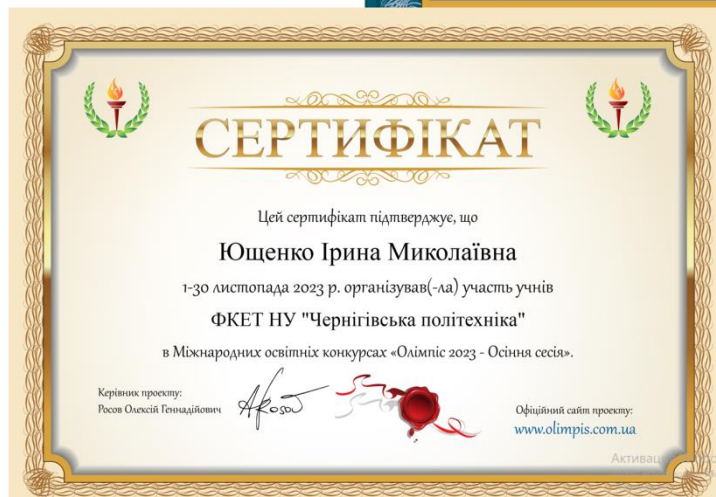 СЕРТИФІКАТ
Цей сертифікат підтверджує, що
Ющенко Ірина Миколаївна
1-30 листопада 2023 р. організував(-ла) участь учнів
ФКЕТ НУ "Чернігівська політехніка"
в Міжнародних освітніх конкурсах «Олімпіс 2023 - Осіння сесія».
Керівник проекту:
Росов Олексій Геннадійович
Офіційний сайт проекту:
www.olimpis.com.ua